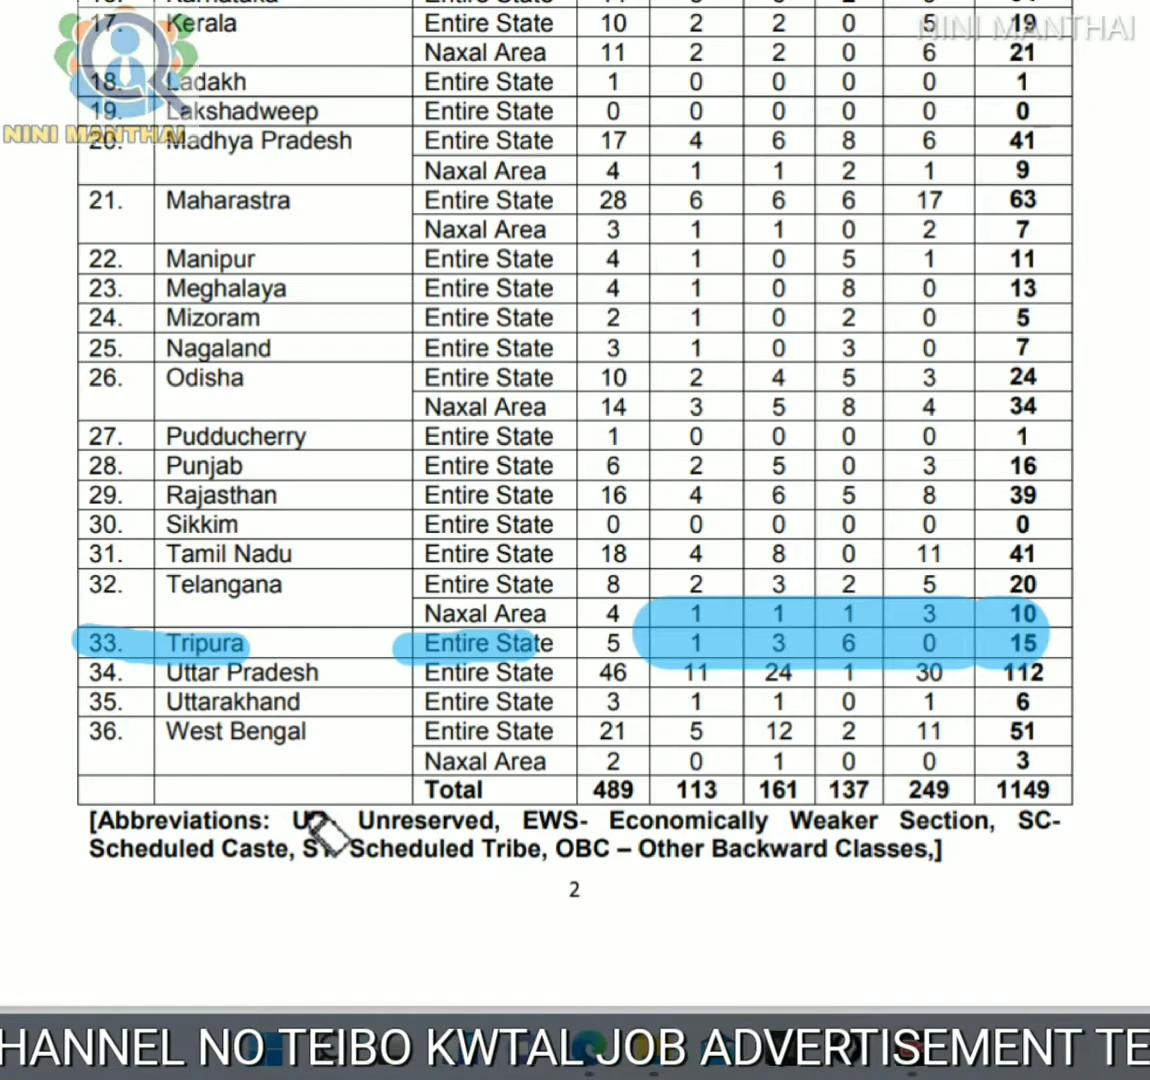 NINI MANTHAI
17. Kerala Entire State 10 2 2 0 5 19
Naxal Area 11 2 2 0 6 21
18. Ladakh Entire State 1 0 0 0 0 1
19. Lakshadweep Entire State 0 0 0 0 0 0
NINI MANTHAI
20. Madhya Pradesh Entire State 17 4 6 8 6 41
Naxal Area 4 1 1 2 1 9
21. Maharastra Entire State 28 6 6 6 17 63
Naxal Area 3 1 1 0 2 7
22. Manipur Entire State 4 1 0 5 1 11
23. Meghalaya Entire State 4 1 0 8 0 13
24. Mizoram Entire State 2 1 0 2 0 5
25. Nagaland Entire State 3 1 0 3 0 7
26. Odisha Entire State 10 2 4 5 3 24
Naxal Area 14 3 5 8 4 34
27. Pudducherry Entire State 1 0 0 0 0 1
28. Punjab Entire State 6 2 5 0 3 16
29. Rajasthan Entire State 16 4 6 5 8 39
30. Sikkim Entire State 0 0 0 0 0 0
31. Tamil Nadu Entire State 18 4 8 0 11 41
32. Telangana Entire State 8 2 3 2 5 20
Naxal Area 4 1 1 1 3 10
33. Tripura Entire State 5 1 3 6 0 15
34. Uttar Pradesh Entire State 46 11 24 1 30 112
35. Uttarakhand Entire State 3 1 1 0 1 6
36. West Bengal Entire State 21 5 12 2 11 51
Naxal Area 2 0 1 0 0 3
Total 489 113 161 137 249 1149
[Abbreviations: Unreserved, EWS- Economically Weaker Section, SC-
Scheduled Caste, Scheduled Tribe, OBC – Other Backward Classes,]
2
HANNEL NO TEIBO KWTAL JOB ADVERTISEMENT TE